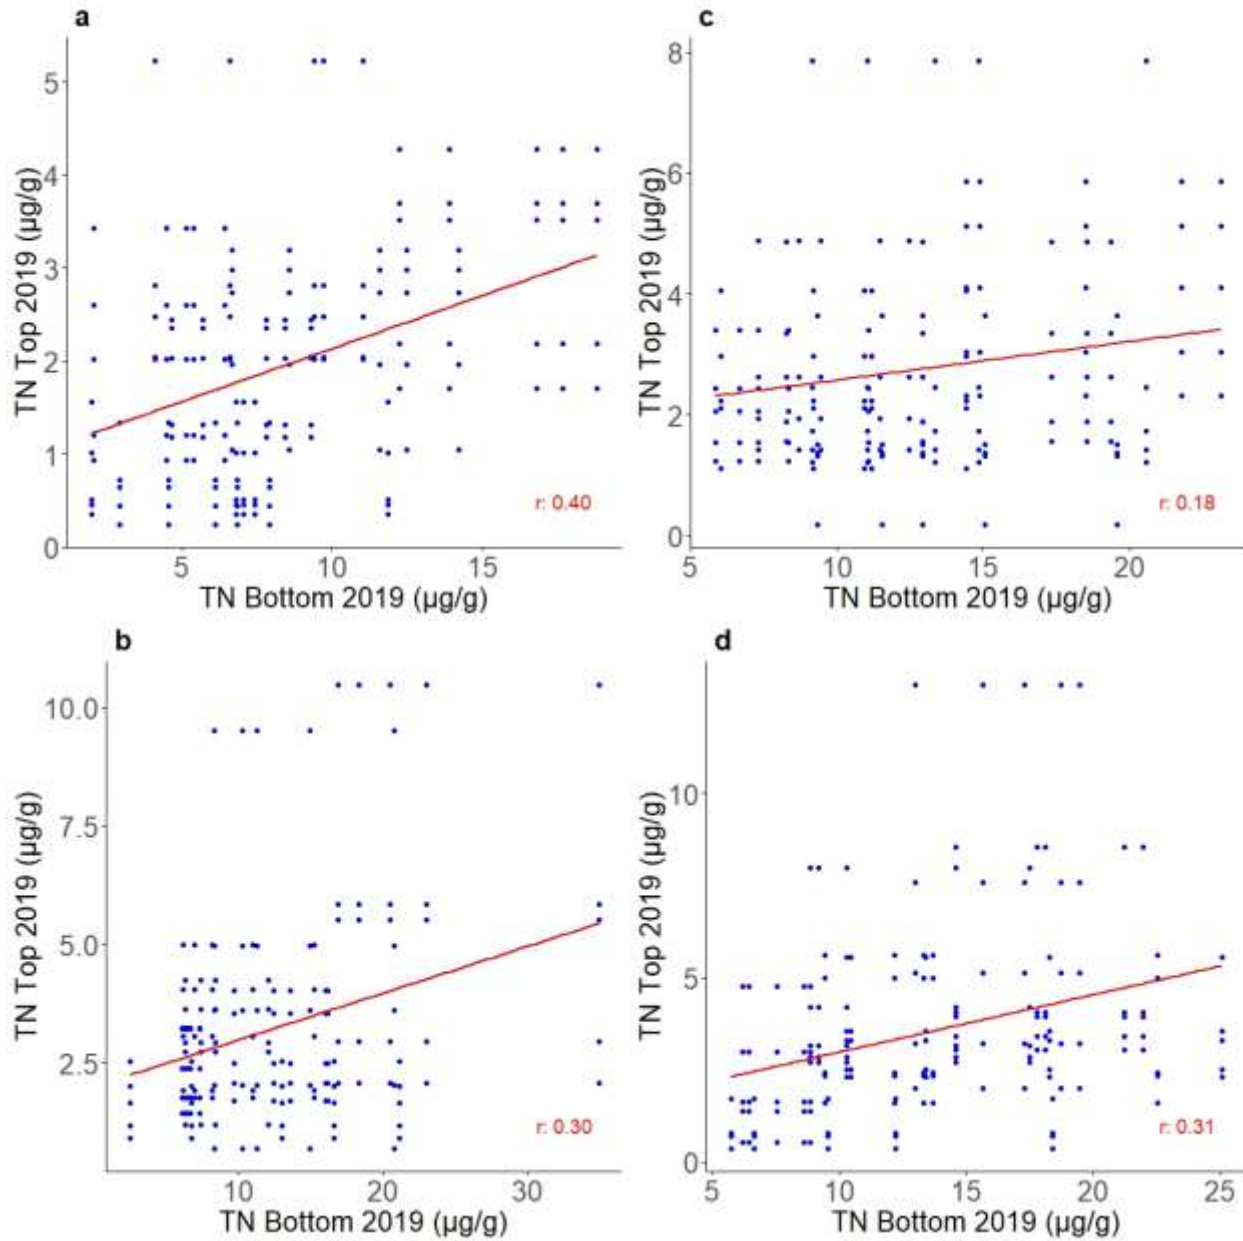 a
5
4
3
2
1
0
TN Top 2019 (µg/g)
r: 0.40
5 10 15
TN Bottom 2019 (µg/g)
c
8
6
4
2
0
TN Top 2019 (µg/g)
r: 0.18
5 10 15 20
TN Bottom 2019 (µg/g)
b
10.0
7.5
5.0
2.5
TN Top 2019 (µg/g)
r: 0.30
10 20 30
TN Bottom 2019 (µg/g)
d
10
5
0
TN Top 2019 (µg/g)
r: 0.31
5 10 15 20 25
TN Bottom 2019 (µg/g)